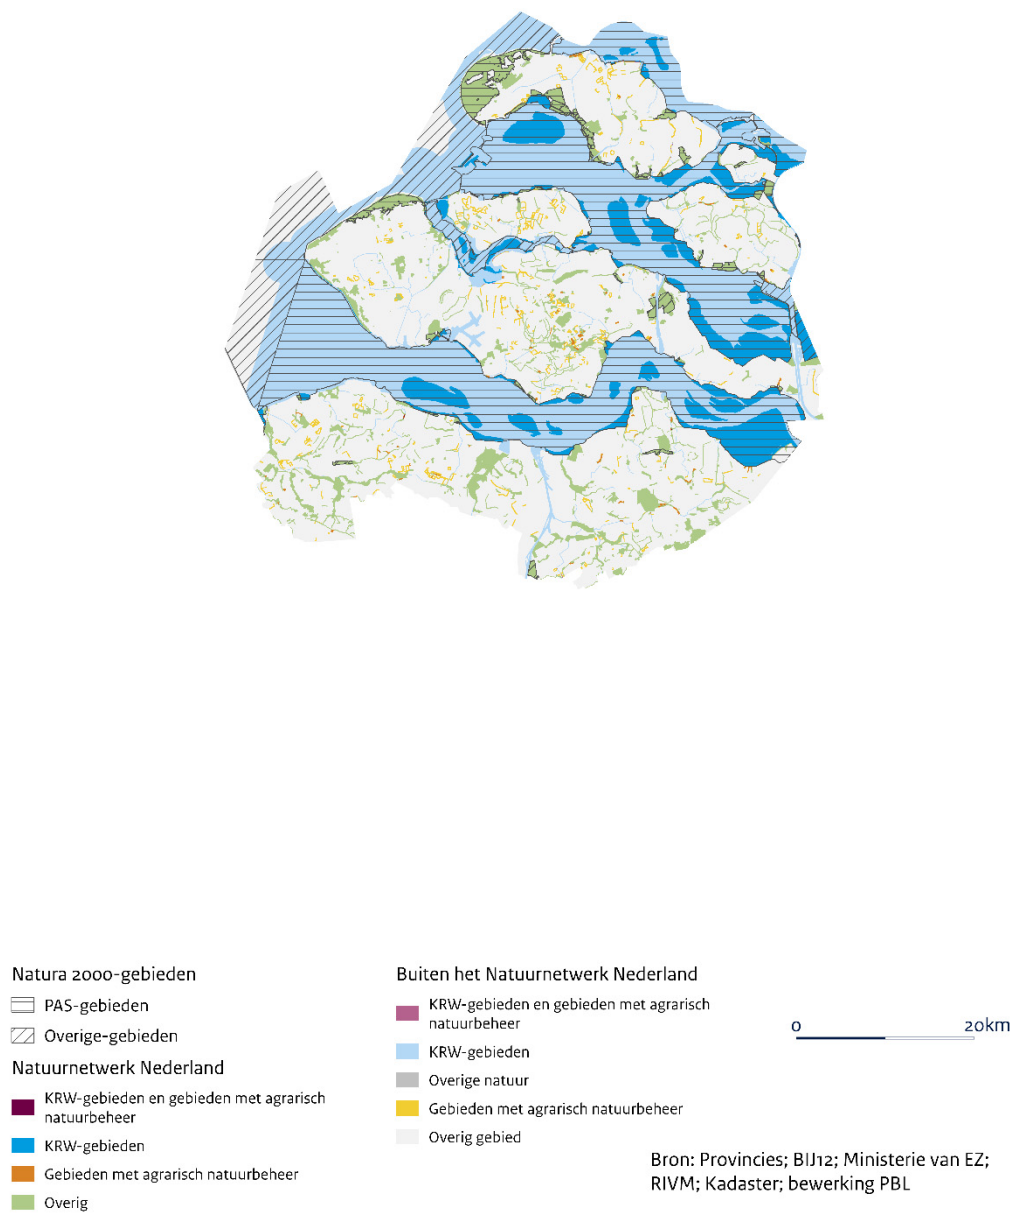 Natura 2000-gebieden
PAS-gebieden
Overige-gebieden
Natuurnetwerk Nederland
KRW-gebieden en gebieden met agrarisch
natuurbeheer
KRW-gebieden
Gebieden met agrarisch natuurbeheer
Overig
Buiten het Natuurnetwerk Nederland
KRW-gebieden en gebieden met agrarisch
natuurbeheer
KRW-gebieden
Overige natuur
Gebieden met agrarisch natuurbeheer
Overig gebied
0 20km
Bron: Provincies; BIJ12; Ministerie van EZ;
RIVM; Kadaster; bewerking PBL